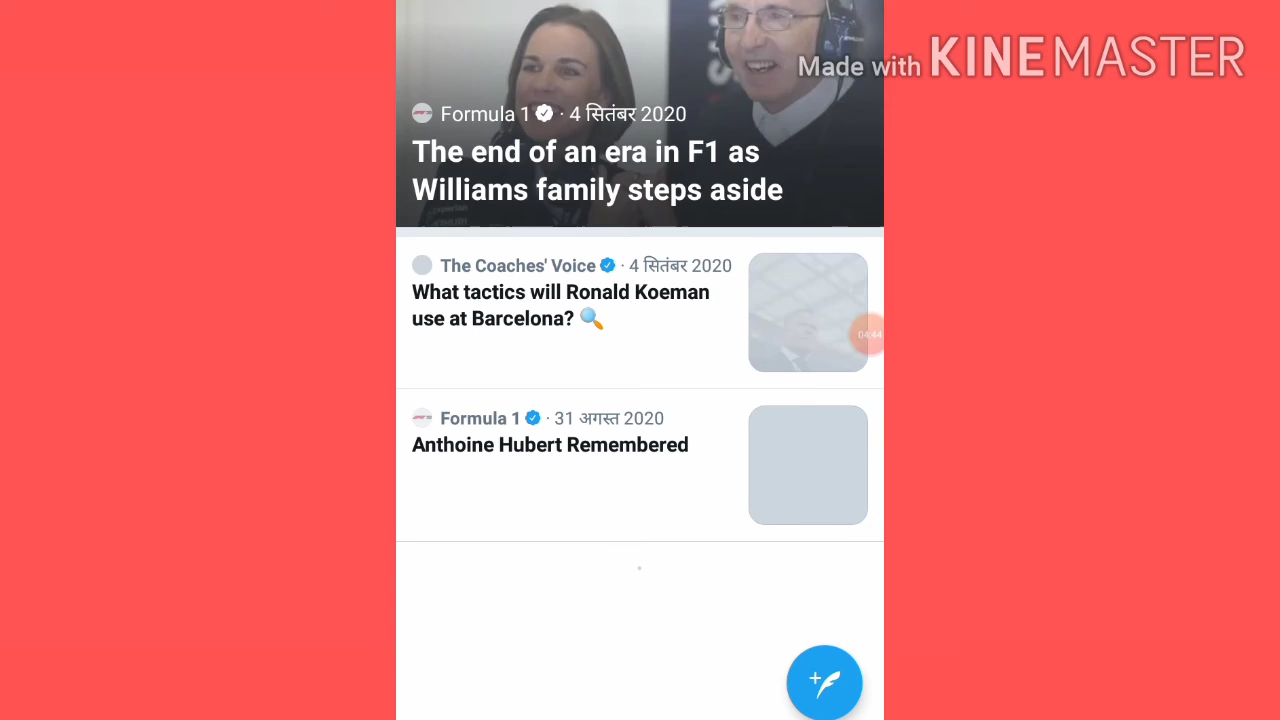 Made with KINEMASTER
Formula 1 · 4 सितंबर 2020
The end of an era in F1 as
Williams family steps aside
The Coaches' Voice · 4 सितंबर 2020
What tactics will Ronald Koeman
use at Barcelona? 🔍
04:44
Formula 1 · 31 अगस्त 2020
Anthoine Hubert Remembered